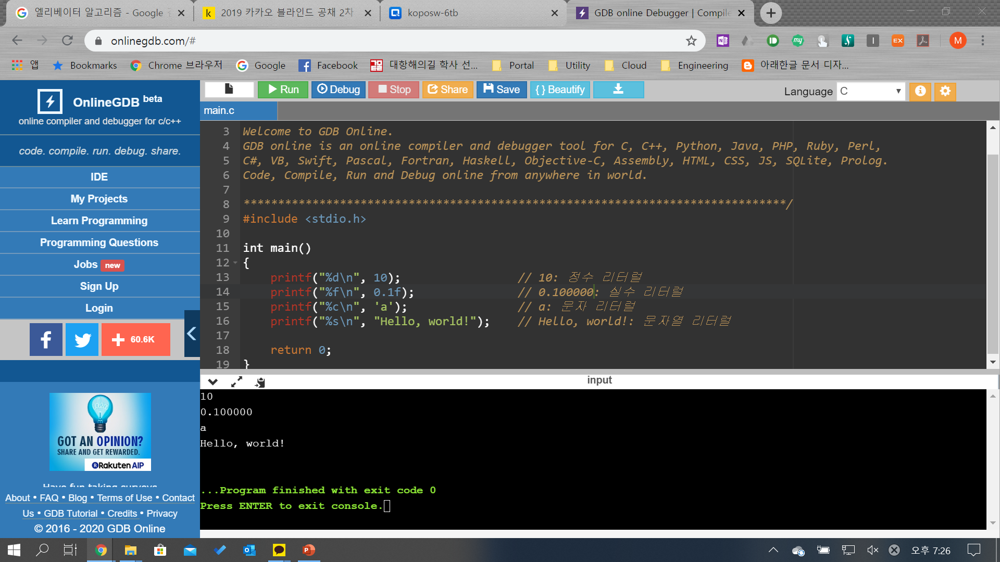 엘리베이터 알고리즘 - Google
2019 카카오 블라인드 공채 2차
koposw-6tb
GDB online Debugger | Compile
onlinegdb.com/#
M
앱
Bookmarks
Chrome 브라우저
Google
Facebook
대항해의길 학사 선...
Portal
Utility
Cloud
Engineering
아래한글 문서 디자...
OnlineGDB beta
online compiler and debugger for c/c++
code. compile. run. debug. share.
IDE
My Projects
Learn Programming
Programming Questions
Jobs new
Sign Up
Login
60.6K
GOT AN OPINION?
SHARE AND GET REWARDED.
Rakuten AIP
Have fun taking surveys
About • FAQ • Blog • Terms of Use • Contact
Us • GDB Tutorial • Credits • Privacy
© 2016 - 2020 GDB Online
Run Debug Stop Share Save { } Beautify
Language C
main.c
3 Welcome to GDB Online.
4 GDB online is an online compiler and debugger tool for C, C++, Python, Java, PHP, Ruby, Perl,
5 C#, VB, Swift, Pascal, Fortran, Haskell, Objective-C, Assembly, HTML, CSS, JS, SQLite, Prolog.
6 Code, Compile, Run and Debug online from anywhere in world.
7
8 *******************************************************************************/
9 #include <stdio.h>
10
11 int main()
12 {
13     printf("%d\n", 10);                 // 10: 정수 리터럴
14     printf("%f\n", 0.1f);               // 0.100000: 실수 리터럴
15     printf("%c\n", 'a');                // a: 문자 리터럴
16     printf("%s\n", "Hello, world!");    // Hello, world!: 문자열 리터럴
17
18     return 0;
19 }
input
10
0.100000
a
Hello, world!
...Program finished with exit code 0
Press ENTER to exit console.
오후 7:26